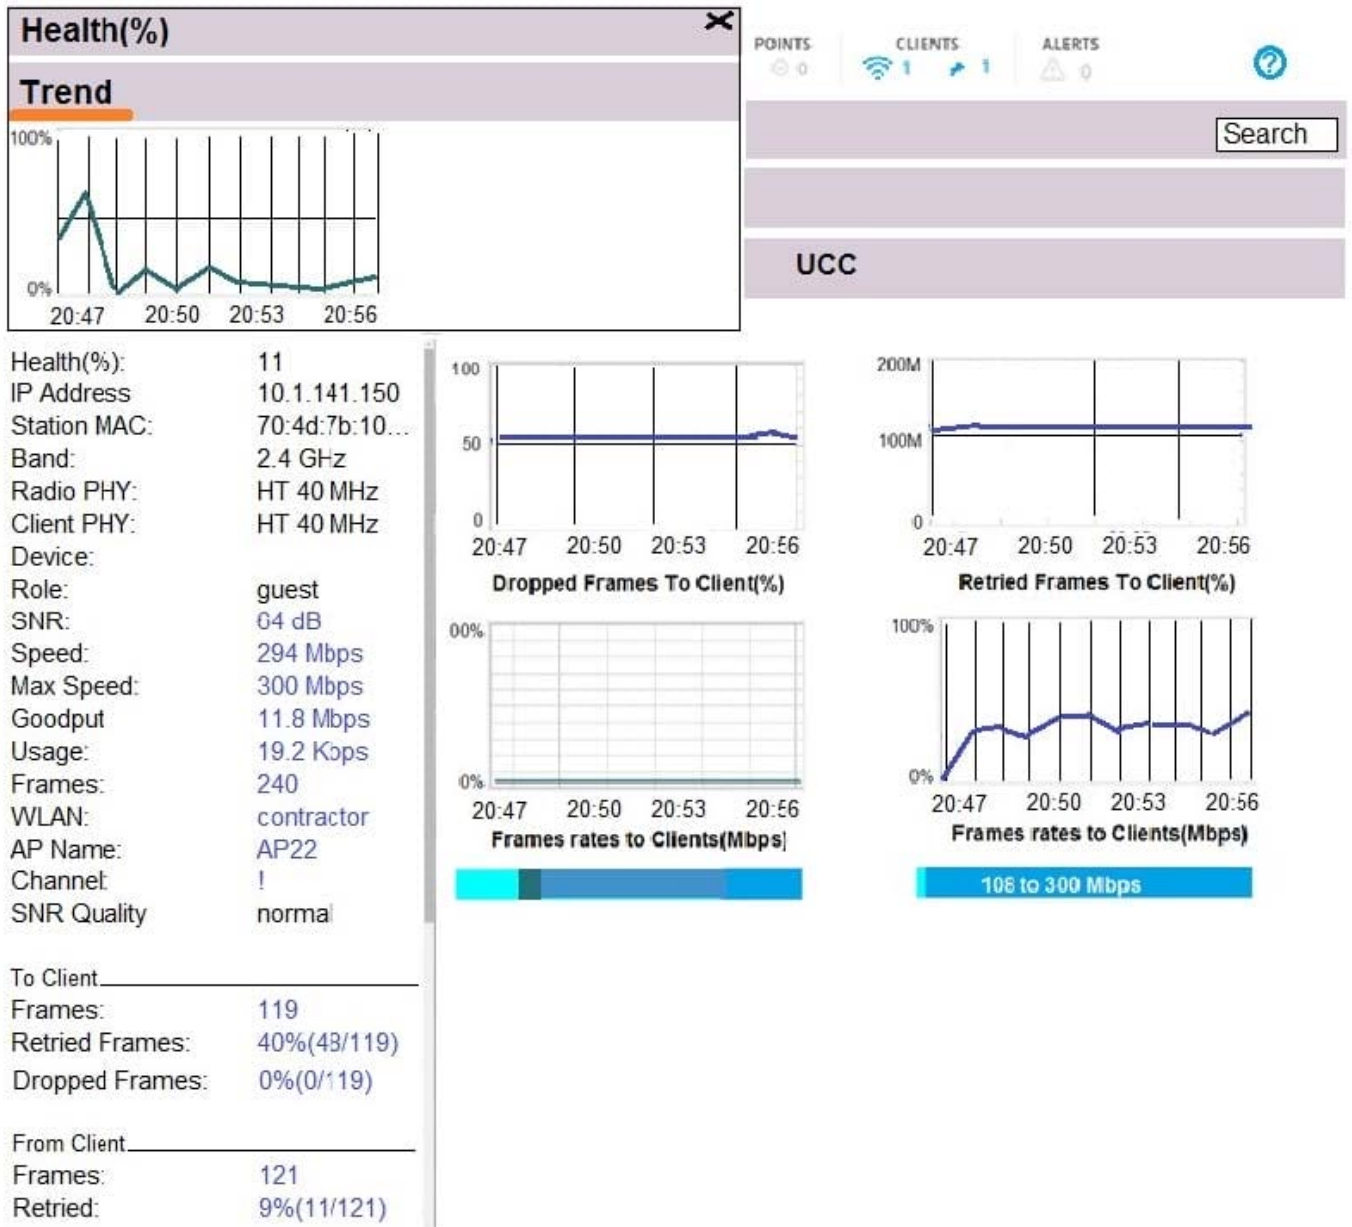 Health(%)
Trend
100%
0%
20:47 20:50 20:53 20:56
POINTS
0
CLIENTS
1 1
ALERTS
0
?
Search
UCC
Health(%): 11
IP Address 10.1.141.150
Station MAC: 70:4d:7b:10...
Band: 2.4 GHz
Radio PHY: HT 40 MHz
Client PHY: HT 40 MHz
Device:
Role: guest
SNR: 64 dB
Speed: 294 Mbps
Max Speed: 300 Mbps
Goodput 11.8 Mbps
Usage: 19.2 Kbps
Frames: 240
WLAN: contractor
AP Name: AP22
Channel: !
SNR Quality normal
To Client
Frames: 119
Retried Frames: 40%(48/119)
Dropped Frames: 0%(0/119)
From Client
Frames: 121
Retried: 9%(11/121)
100
50
0
20:47 20:50 20:53 20:56
Dropped Frames To Client(%)
00%
0%
20:47 20:50 20:53 20:56
Frames rates to Clients(Mbps)
200M
100M
0
20:47 20:50 20:53 20:56
Retried Frames To Client(%)
100%
0%
20:47 20:50 20:53 20:56
Frames rates to Clients(Mbps)
108 to 300 Mbps